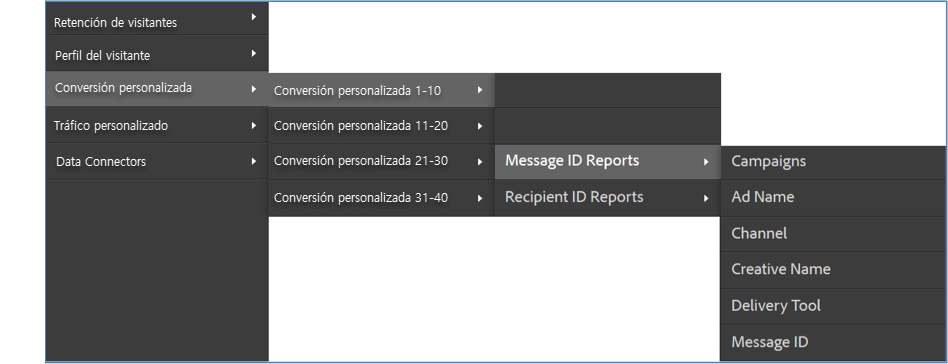 Retención de visitantes
Perfil del visitante
Conversión personalizada
Tráfico personalizado
Data Connectors
Conversión personalizada 1-10
Conversión personalizada 11-20
Conversión personalizada 21-30
Conversión personalizada 31-40
Message ID Reports
Recipient ID Reports
Campaigns
Ad Name
Channel
Creative Name
Delivery Tool
Message ID